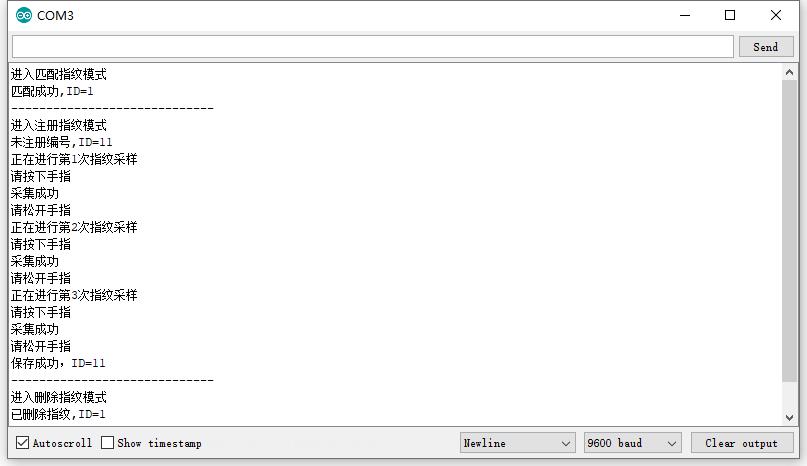 COM3
Send
进入匹配指纹模式
匹配成功,ID=1
-----------------------------
进入注册指纹模式
未注册编号,ID=11
正在进行第1次指纹采样
请按下手指
采集成功
请松开手指
正在进行第2次指纹采样
请按下手指
采集成功
请松开手指
正在进行第3次指纹采样
请按下手指
采集成功
请松开手指
保存成功，ID=11
-----------------------------
进入删除指纹模式
已删除指纹,ID=1
Autoscroll Show timestamp Newline 9600 baud Clear output